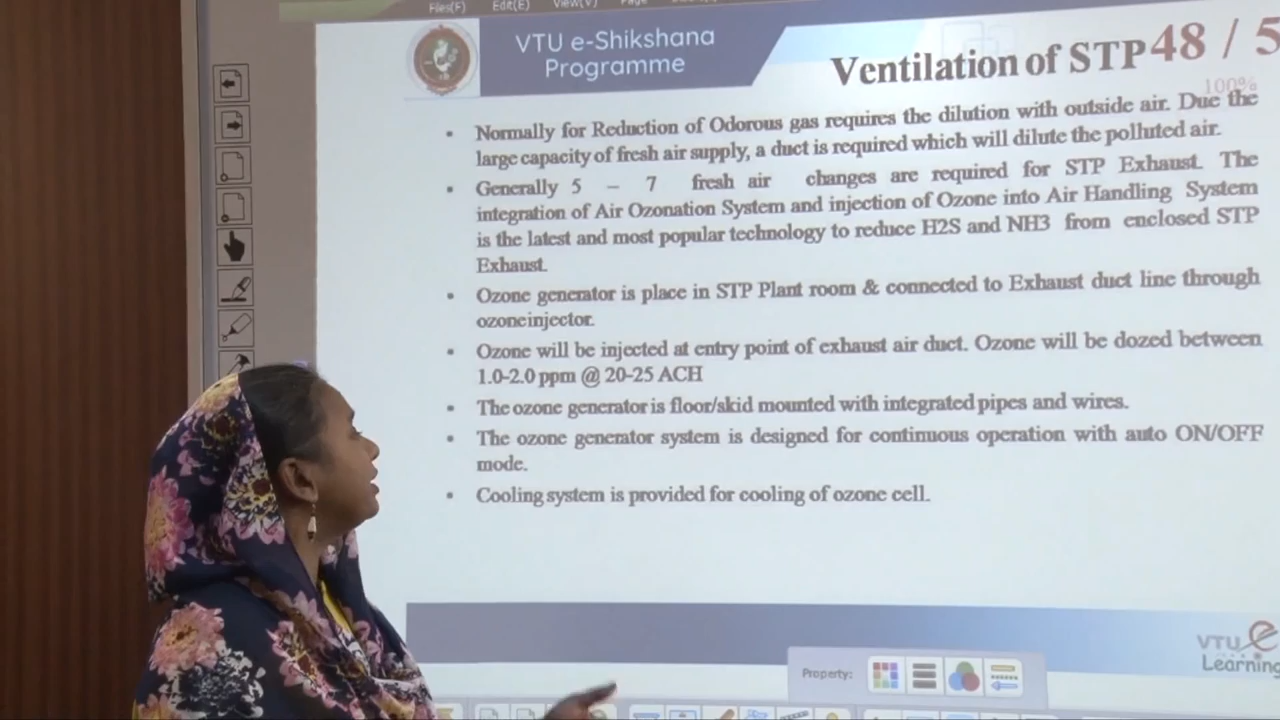 Files(F) Edit(E) View(V) Page
VTU e-Shikshana
Programme
Ventilation of STP 48 / 5
100%
• Normally for Reduction of Odorous gas requires the dilution with outside air. Due the
large capacity of fresh air supply, a duct is required which will dilute the polluted air.
• Generally 5 – 7 fresh air changes are required for STP Exhaust. The
integration of Air Ozonation System and injection of Ozone into Air Handling System
is the latest and most popular technology to reduce H2S and NH3 from enclosed STP
Exhaust.
• Ozone generator is place in STP Plant room & connected to Exhaust duct line through
ozone injector.
• Ozone will be injected at entry point of exhaust air duct. Ozone will be dozed between
1.0-2.0 ppm @ 20-25 ACH
• The ozone generator is floor/skid mounted with integrated pipes and wires.
• The ozone generator system is designed for continuous operation with auto ON/OFF
mode.
• Cooling system is provided for cooling of ozone cell.
VTU e
Learning
Property: